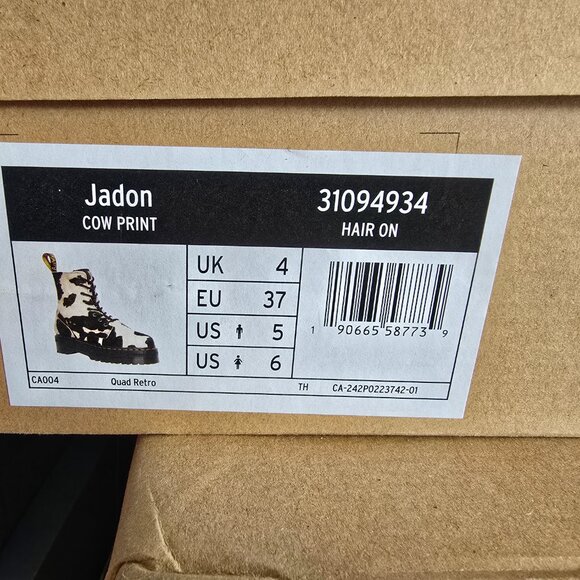 Jadon 31094934
COW PRINT HAIR ON
UK 4
EU 37
US 5
US 6
1 90665 58773 9
CA004 Quad Retro TH CA-242P0223742-01